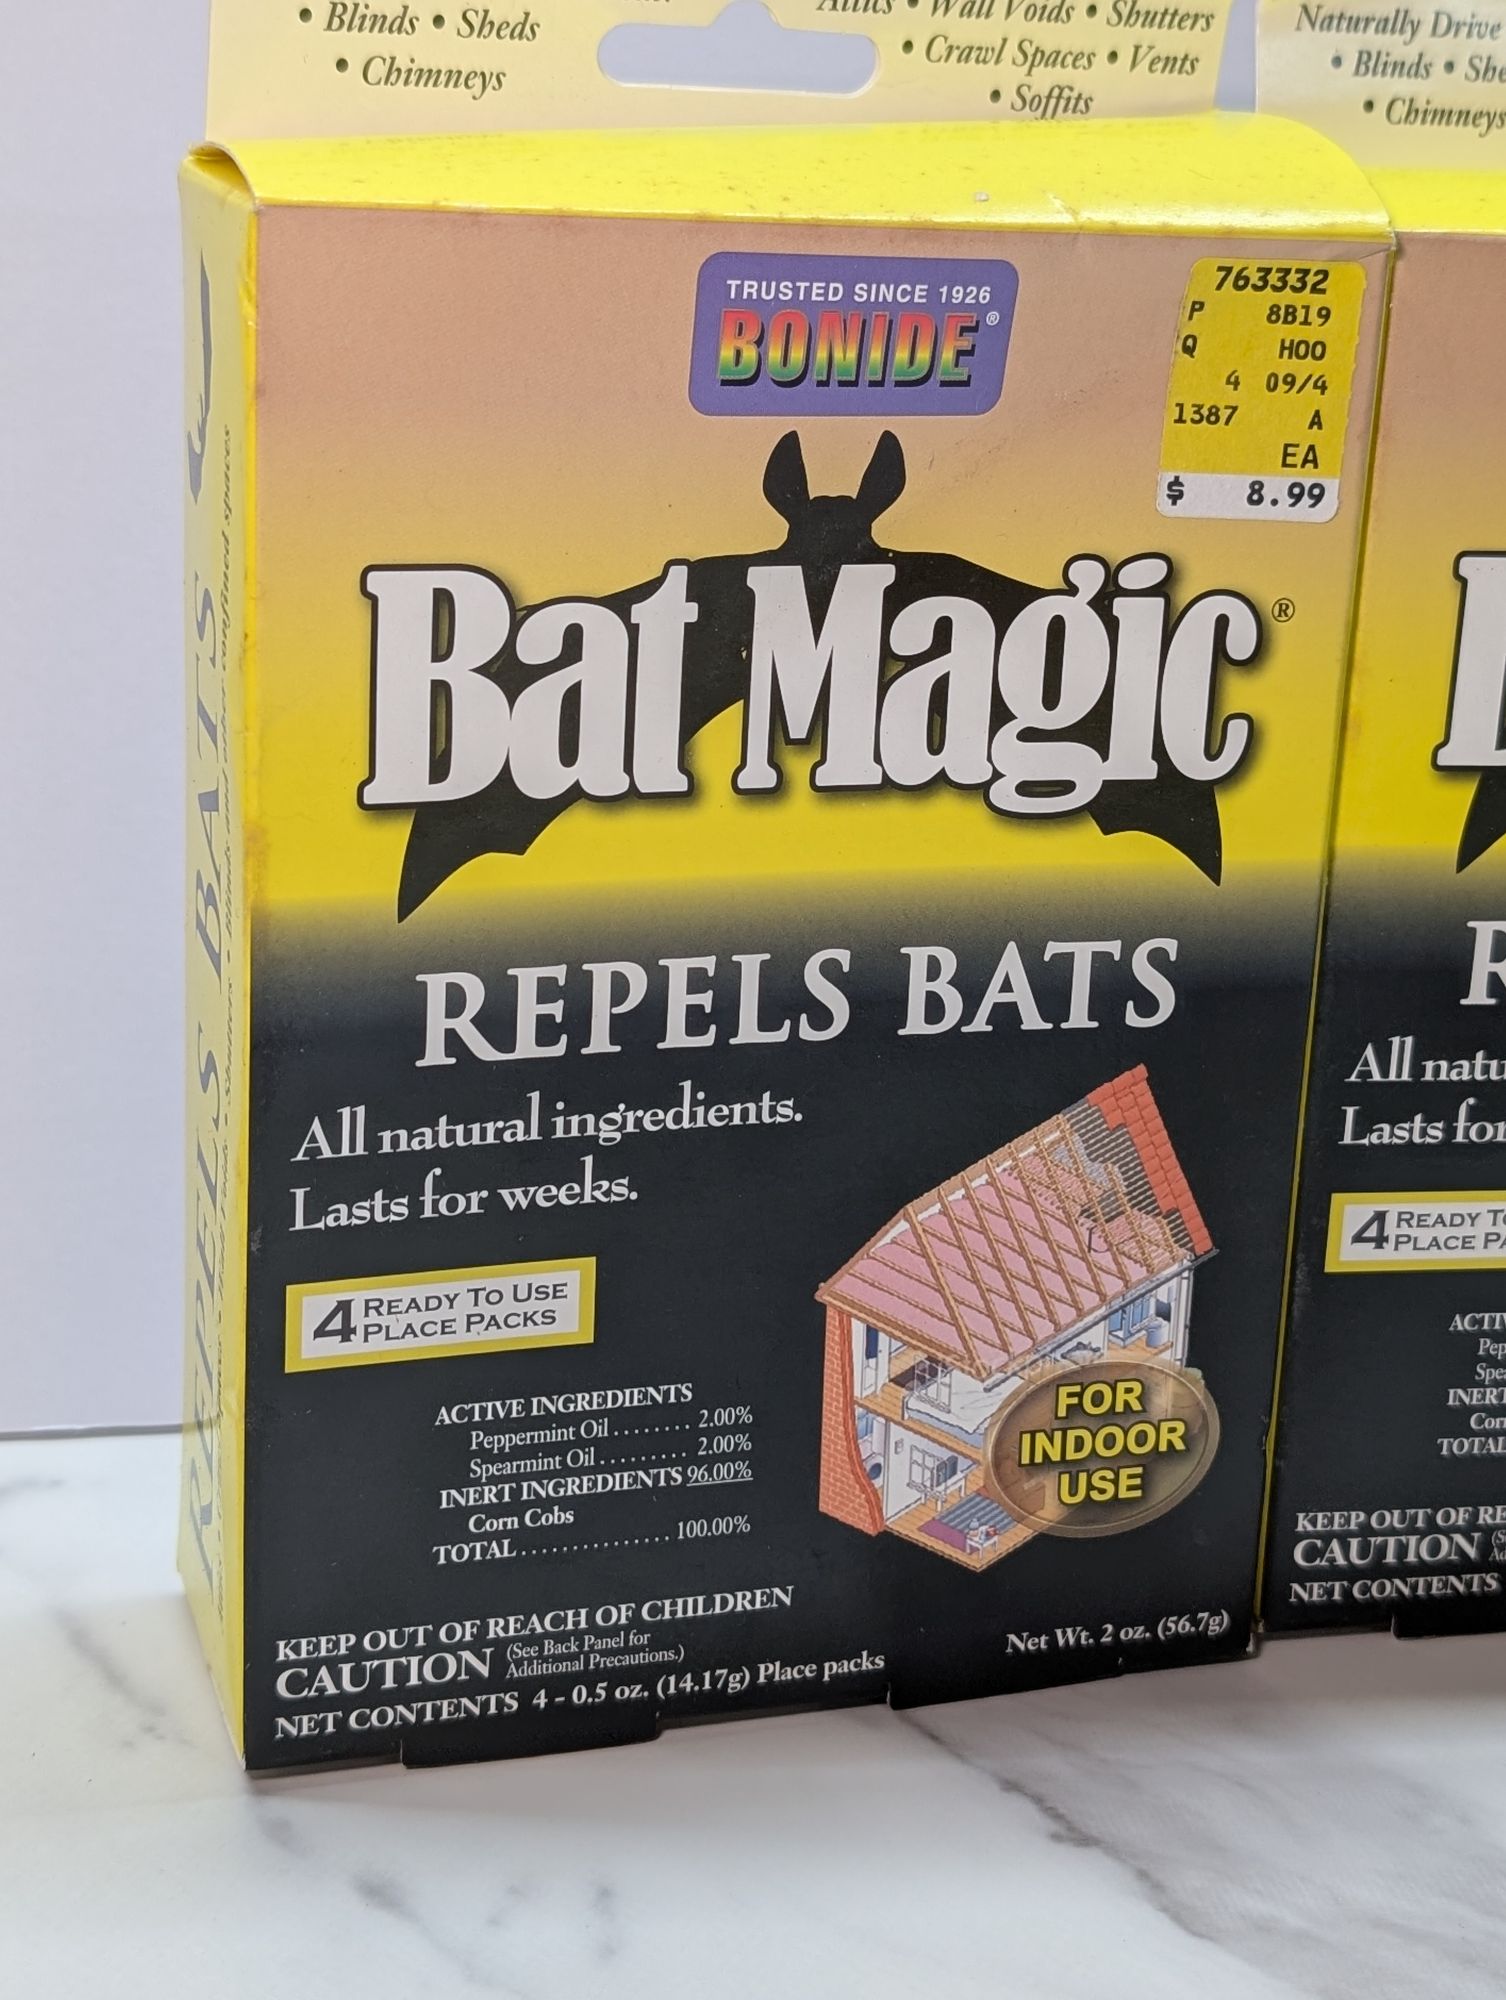 • Blinds • Sheds
• Chimneys
• Wall Voids • Shutters
• Crawl Spaces • Vents
• Soffits
Naturally Drive
• Blinds •
• Chimneys
TRUSTED SINCE 1926
BONIDE®
763332
P 8B19
Q HOO
4 09/4
1387 A
EA
$ 8.99
Bat Magic®
REPELS BATS
All natural ingredients.
Lasts for weeks.
4 READY TO USE
PLACE PACKS
ACTIVE INGREDIENTS
Peppermint Oil ........ 2.00%
Spearmint Oil ......... 2.00%
INERT INGREDIENTS 96.00%
Corn Cobs
TOTAL ............... 100.00%
FOR
INDOOR
USE
KEEP OUT OF REACH OF CHILDREN
CAUTION (See Back Panel for
Additional Precautions.)
NET CONTENTS 4 - 0.5 oz. (14.17g) Place packs
Net Wt. 2 oz. (56.7g)
REPELS BATS
All
Lasts
4 READY
PLACE
KEEP OUT OF
CAUTION
NET CONTENTS